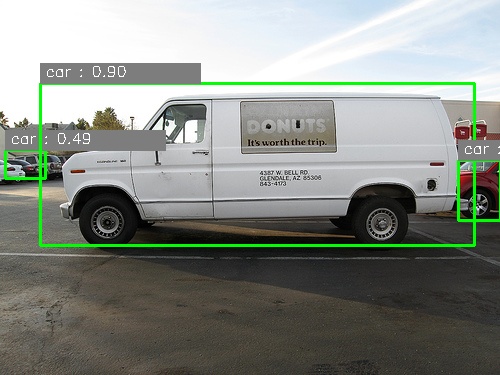 car : 0.90
car : 0.49
car :
DONUTS
It's worth the trip.
4387 W. BELL RD.
GLENDALE, AZ 85306
843-4173